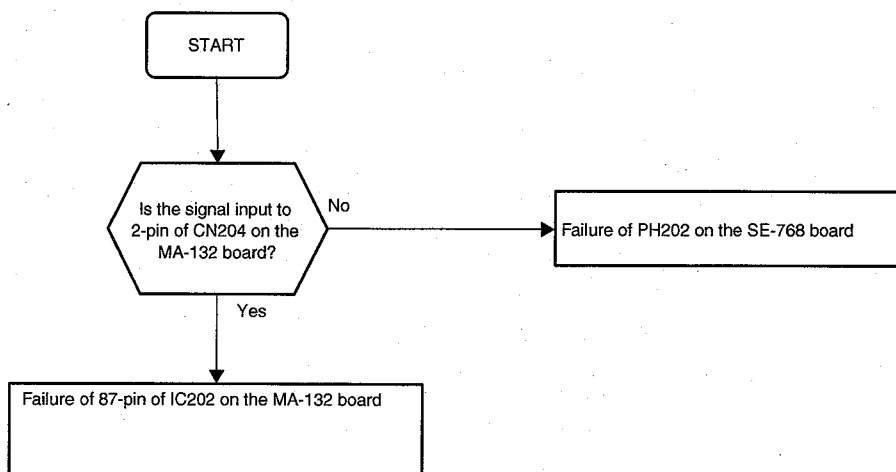 START
Is the signal input to
2-pin of CN204 on the
MA-132 board?
No
Failure of PH202 on the SE-768 board
Yes
Failure of 87-pin of IC202 on the MA-132 board